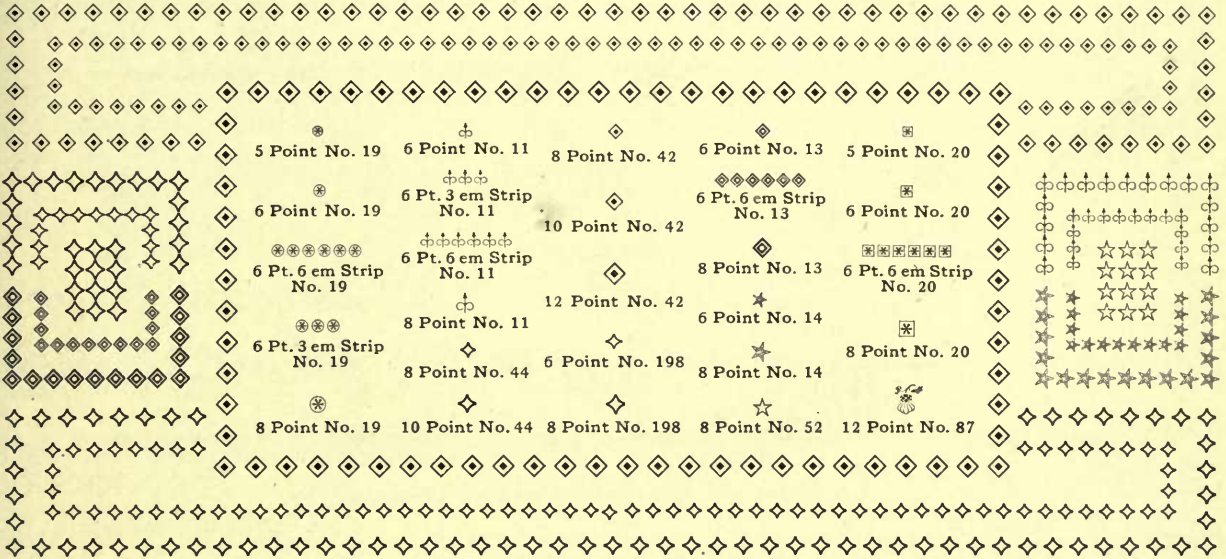 5 Point No. 19
6 Point No. 19
6 Pt. 6 em Strip
No. 19
6 Pt. 3 em Strip
No. 19
8 Point No. 19
6 Point No. 11
6 Pt. 3 em Strip
No. 11
6 Pt. 6 em Strip
No. 11
8 Point No. 11
8 Point No. 44
10 Point No. 44
8 Point No. 42
10 Point No. 42
12 Point No. 42
6 Point No. 198
8 Point No. 198
6 Point No. 13
6 Pt. 6 em Strip
No. 13
8 Point No. 13
6 Point No. 14
8 Point No. 14
8 Point No. 52
5 Point No. 20
6 Point No. 20
6 Pt. 6 em Strip
No. 20
8 Point No. 20
12 Point No. 87